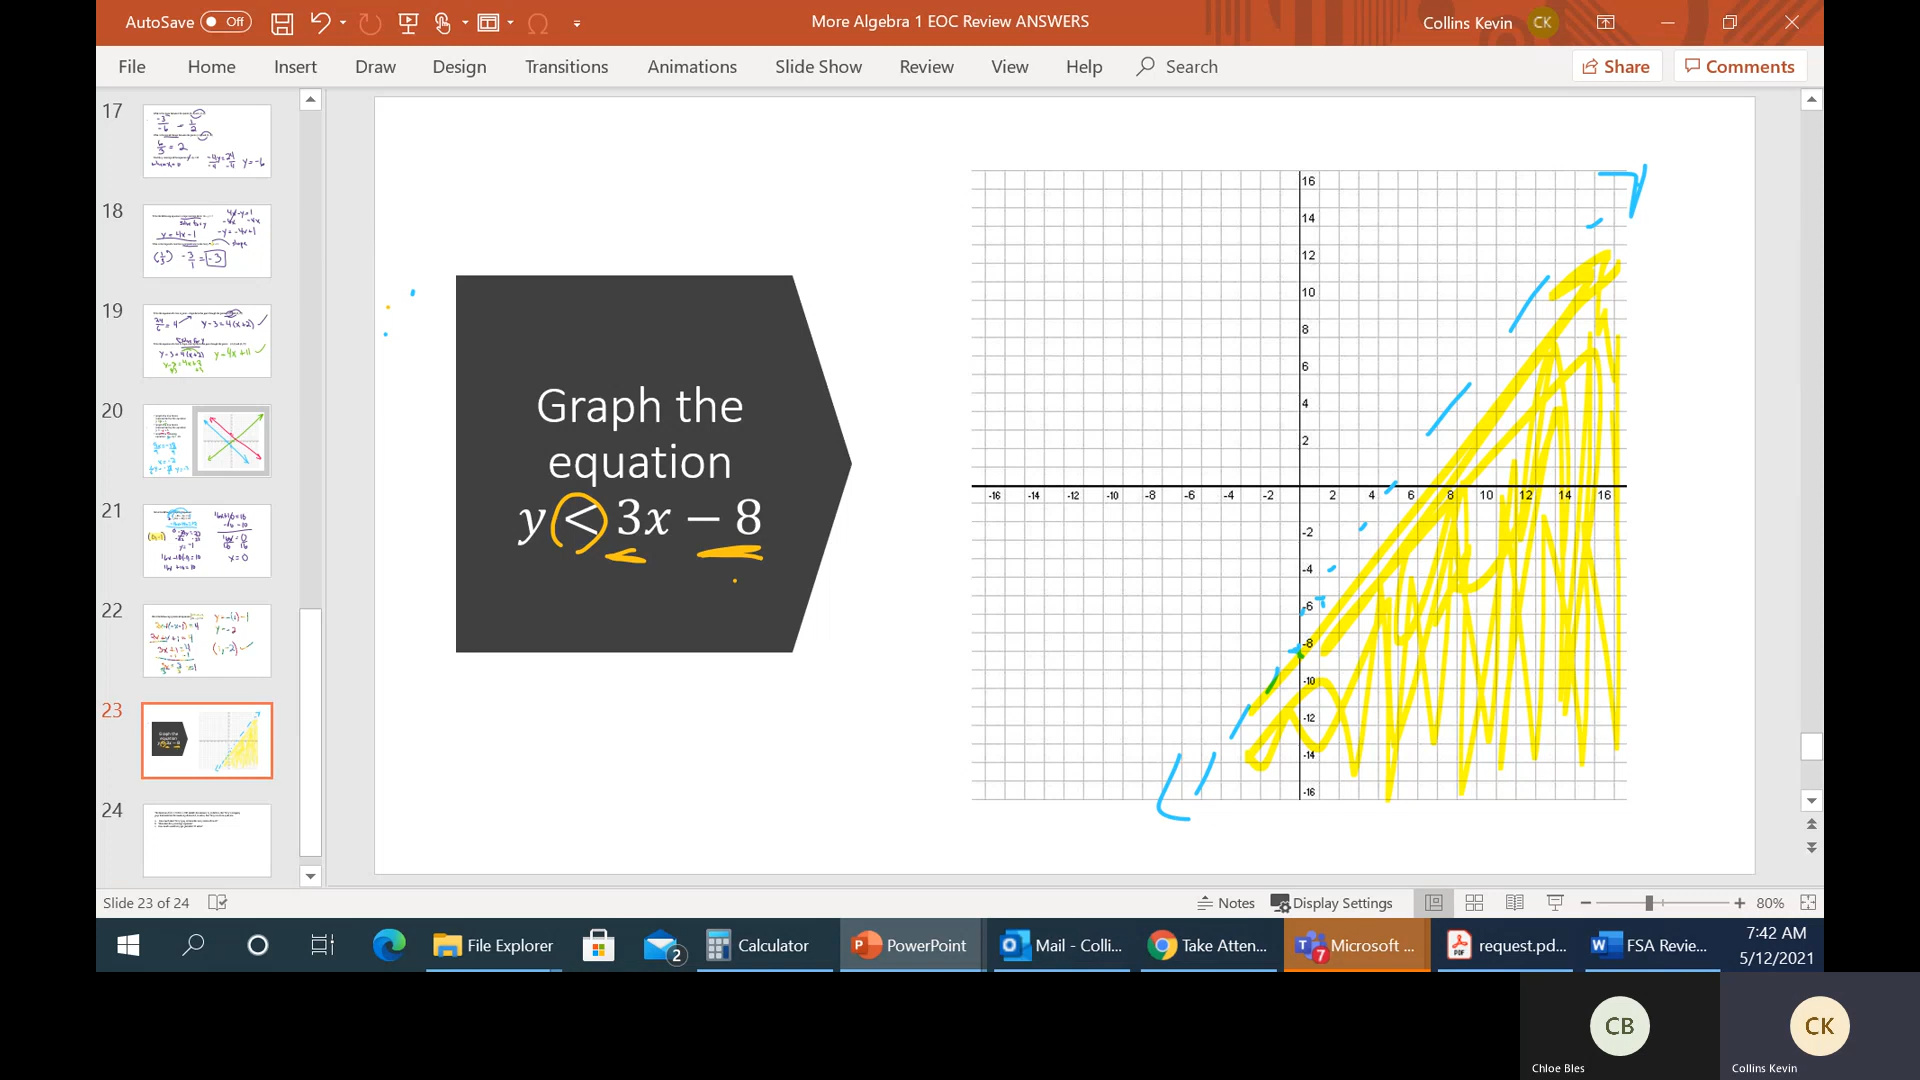 AutoSave Off
More Algebra 1 EOC Review ANSWERS
Collins Kevin CK
File Home Insert Draw Design Transitions Animations Slide Show Review View Help Search Share Comments
17
18
19
20
21
22
23
24
Graph the
equation
y < 3x − 8
16
14
12
10
8
6
4
2
-16 -14 -12 -10 -8 -6 -4 -2 2 4 6 8 10 12 14 16
-2
-4
-6
-8
-10
-12
-14
-16
Slide 23 of 24
Notes Display Settings 80%
File Explorer 2 Calculator PowerPoint Mail - Colli... Take Atten... 7 Microsoft ... request.pd... FSA Revie...
7:42 AM
5/12/2021
CB CK
Chloe Bles Collins Kevin